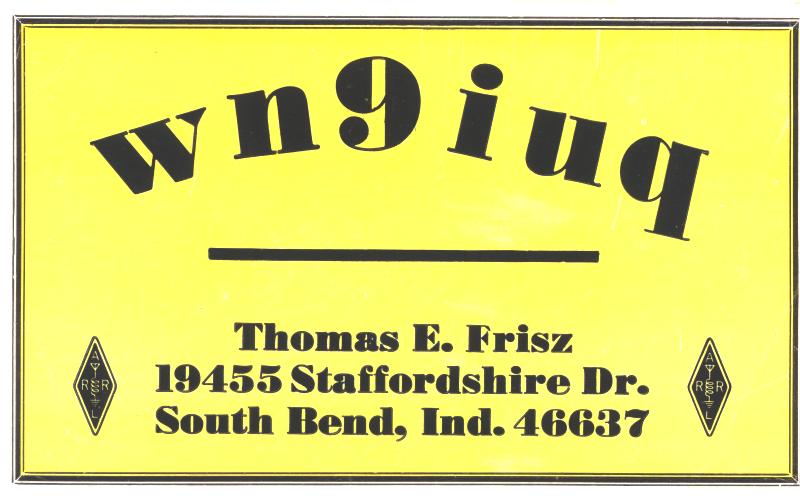 wn9iuq
Thomas E. Frisz
19455 Staffordshire Dr.
South Bend, Ind. 46637
A
R R
L
A
R R
L